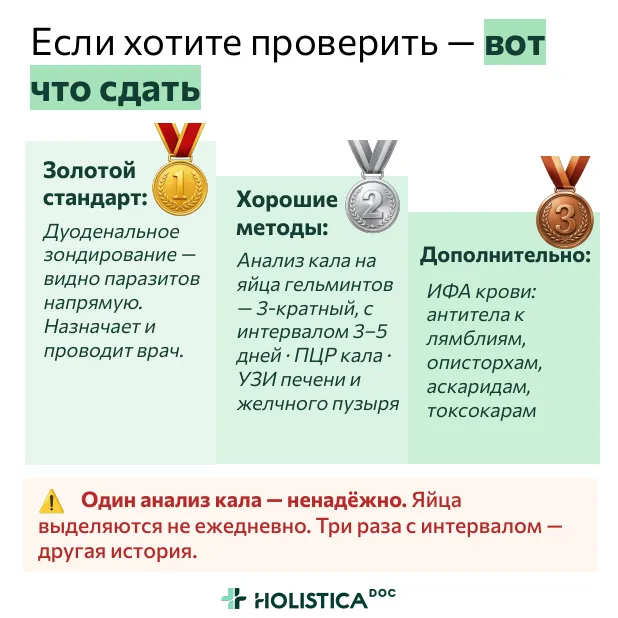 Если хотите проверить — вот
что сдать
1
Золотой
стандарт:
Дуоденальное
зондирование —
видно паразитов
напрямую.
Назначает и
проводит врач.
2
Хорошие
методы:
Анализ кала на
яйца гельминтов
— 3-кратный, с
интервалом 3–5
дней · ПЦР кала ·
УЗИ печени и
желчного пузыря
3
Дополнительно:
ИФА крови:
антитела к
лямблиям,
описторхам,
аскаридам,
токсокарам
⚠️ Один анализ кала — ненадёжно. Яйца
выделяются не ежедневно. Три раза с интервалом —
другая история.
HOLISTICA DOC